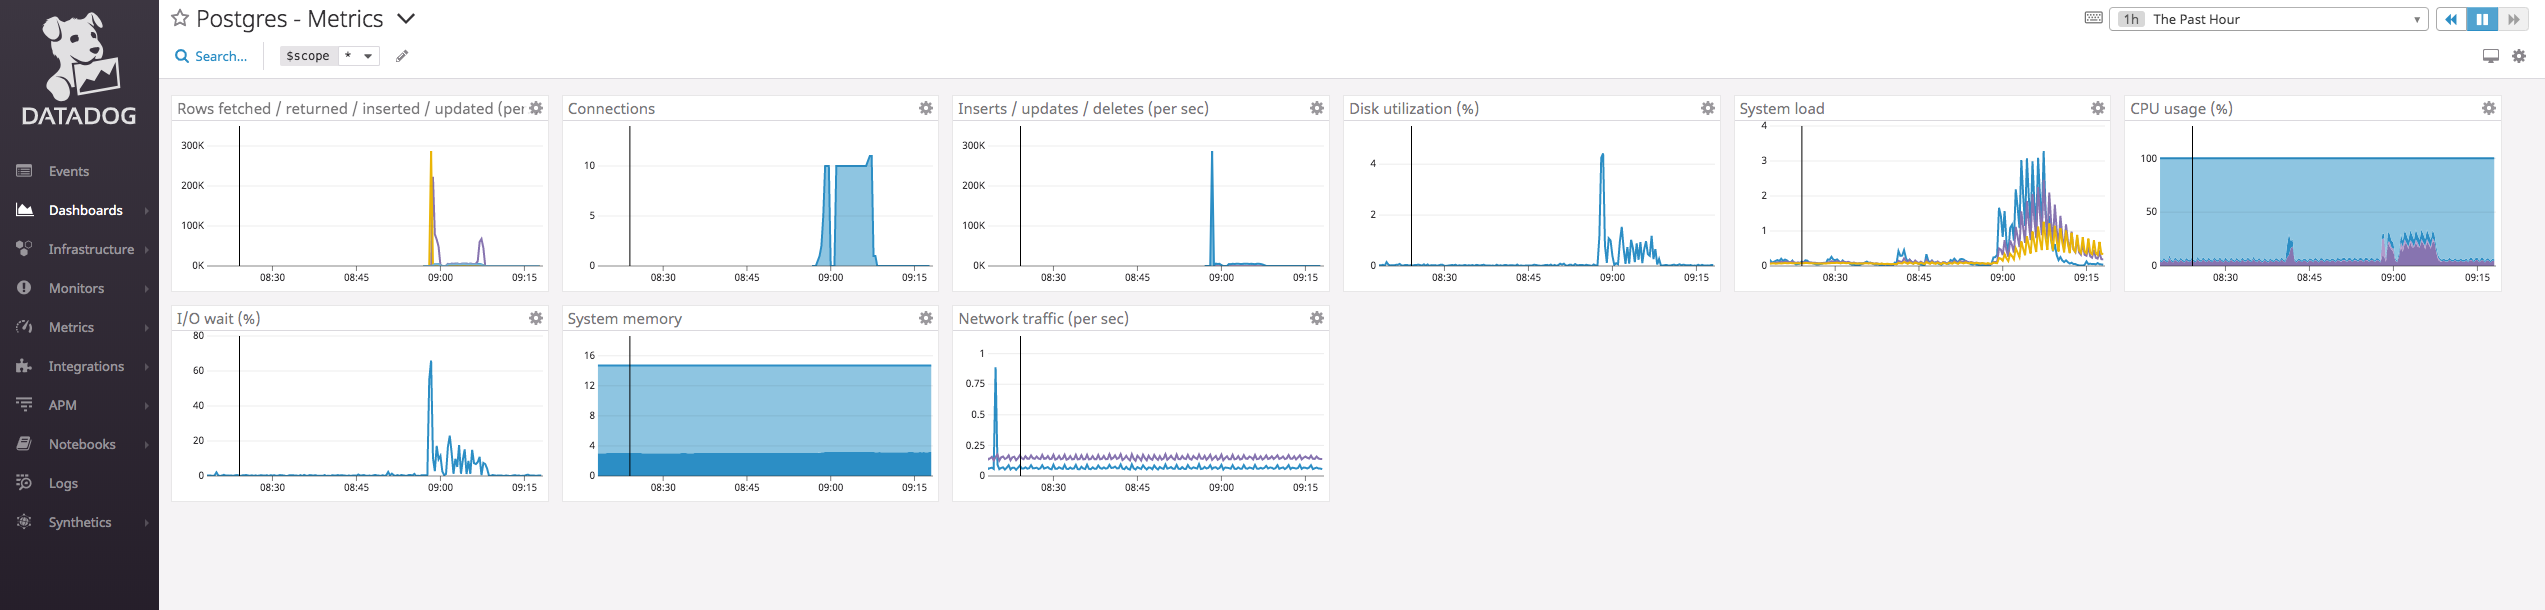 DATADOG
Events
Dashboards
Infrastructure
Monitors
Metrics
Integrations
APM
Notebooks
Logs
Synthetics
Postgres - Metrics
1h The Past Hour
Search...
$scope *
Rows fetched / returned / inserted / updated (per
300K
200K
100K
0K
08:30 08:45 09:00 09:15
Connections
10
5
0
08:30 08:45 09:00 09:15
Inserts / updates / deletes (per sec)
300K
200K
100K
0K
08:30 08:45 09:00 09:15
Disk utilization (%)
4
2
0
08:30 08:45 09:00 09:15
System load
4
3
2
1
0
08:30 08:45 09:00 09:15
CPU usage (%)
100
50
0
08:30 08:45 09:00 09:15
I/O wait (%)
80
60
40
20
0
08:30 08:45 09:00 09:15
System memory
16
12
8
4
0
08:30 08:45 09:00 09:15
Network traffic (per sec)
1
0.75
0.5
0.25
0
08:30 08:45 09:00 09:15